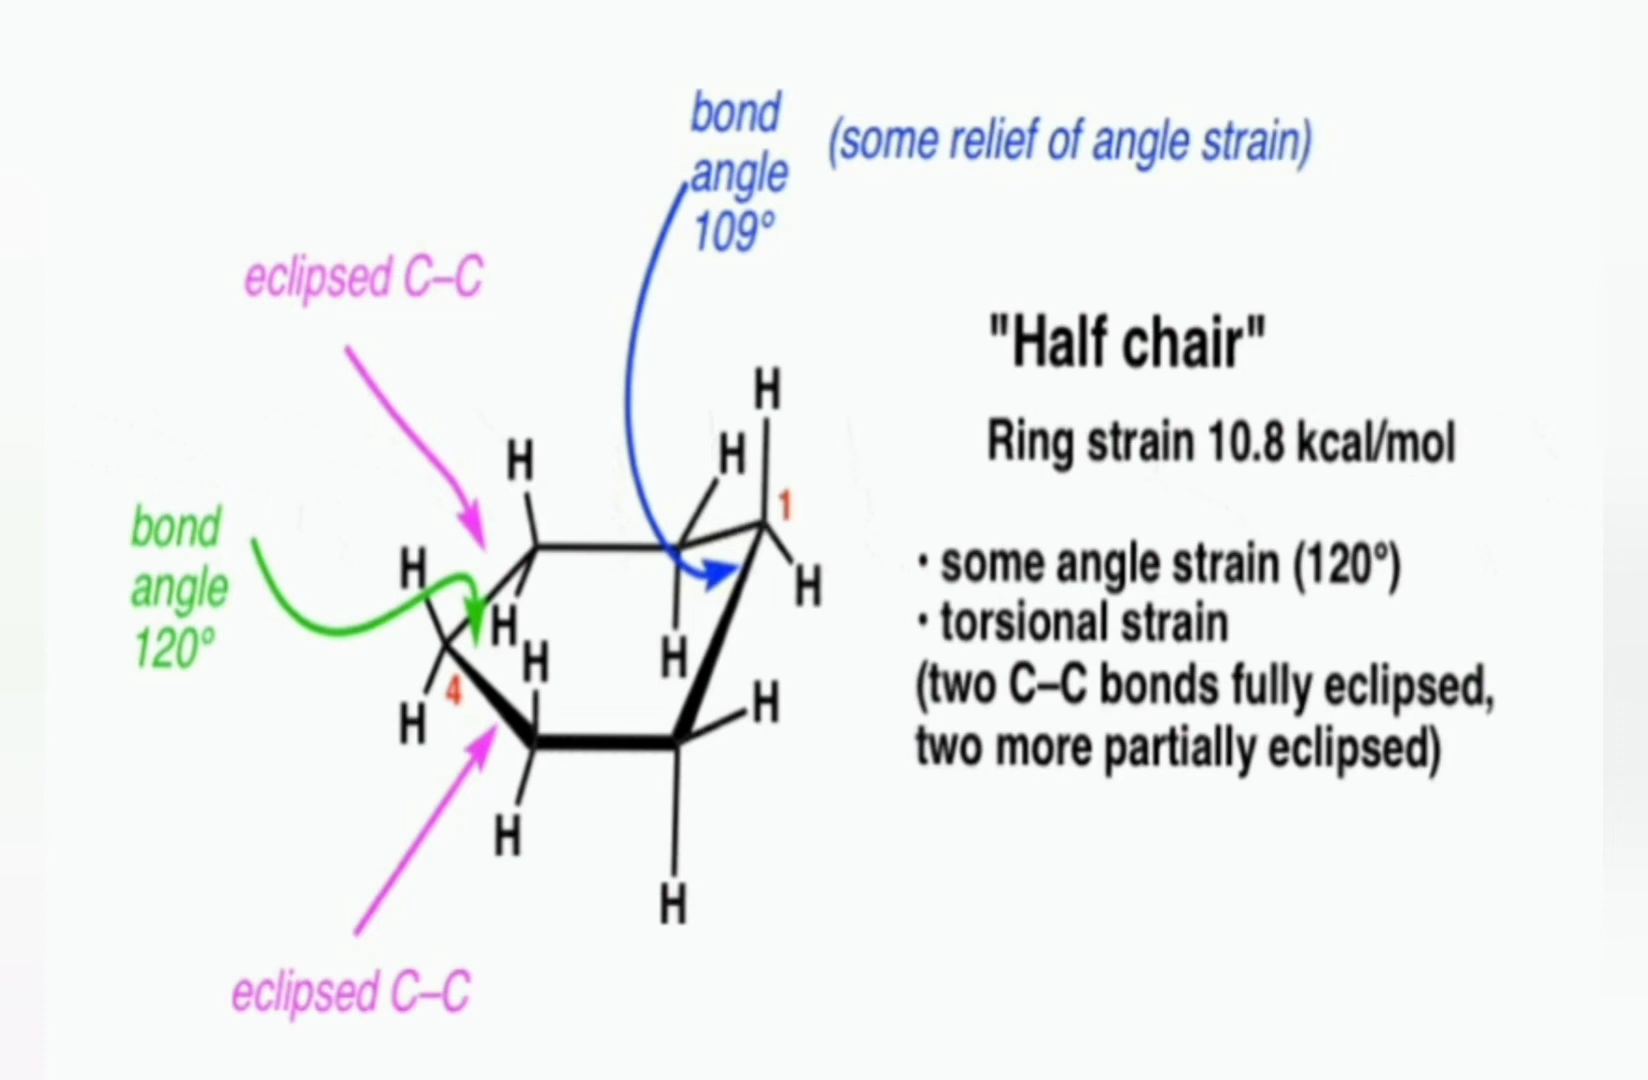 bond
angle
109°
(some relief of angle strain)
eclipsed C–C
"Half chair"
Ring strain 10.8 kcal/mol
H
H
H
1
bond
angle
120°
H
H
H
H
H
4
H
H
H
H
• some angle strain (120°)
• torsional strain
(two C–C bonds fully eclipsed,
two more partially eclipsed)
eclipsed C–C